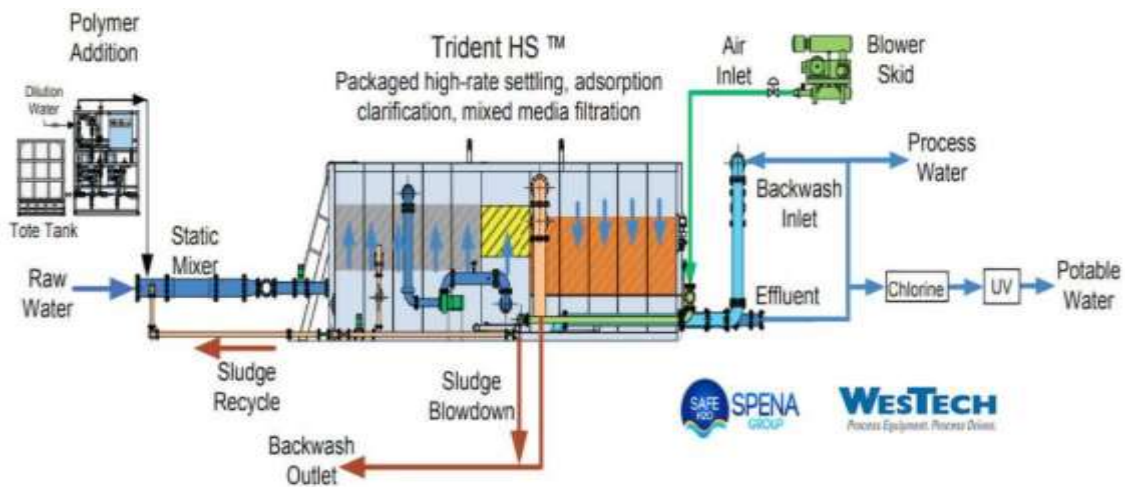 Polymer
Addition
Dilution
Water
Tote Tank
Static
Mixer
Raw
Water
Trident HS ™
Packaged high-rate settling, adsorption
clarification, mixed media filtration
Air
Inlet
Blower
Skid
Process
Water
Backwash
Inlet
Effluent
Chlorine
UV
Potable
Water
Sludge
Recycle
Sludge
Blowdown
Backwash
Outlet
SAFE
H2O
SPENA
GROUP
WESTECH
Process Equipment. Process Driven.